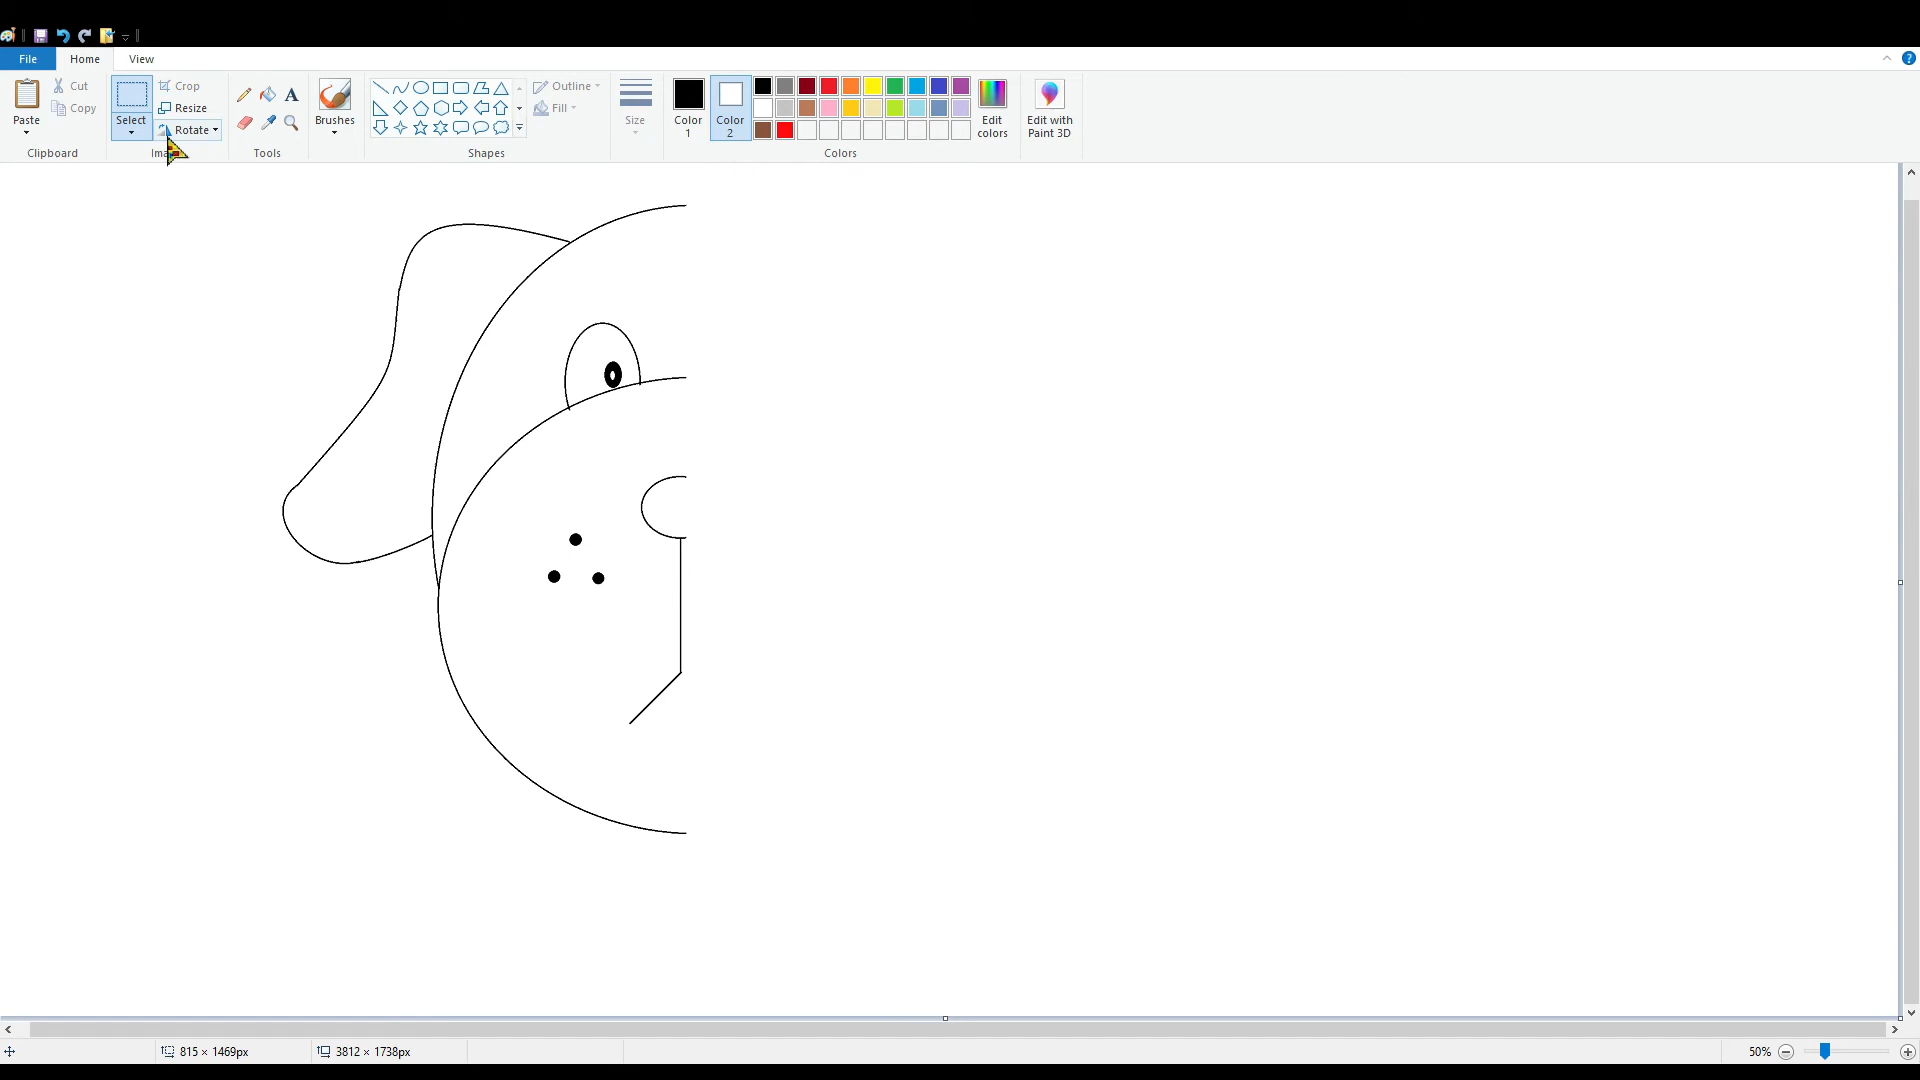 File Home View
Paste
Cut
Copy
Clipboard
Select
Crop
Resize
Rotate
A
Tools
Brushes
Shapes
Outline
Fill
Size
Color
1
Color
2
Colors
Edit
colors
Edit with
Paint 3D
815 × 1469px
3812 × 1738px
50%